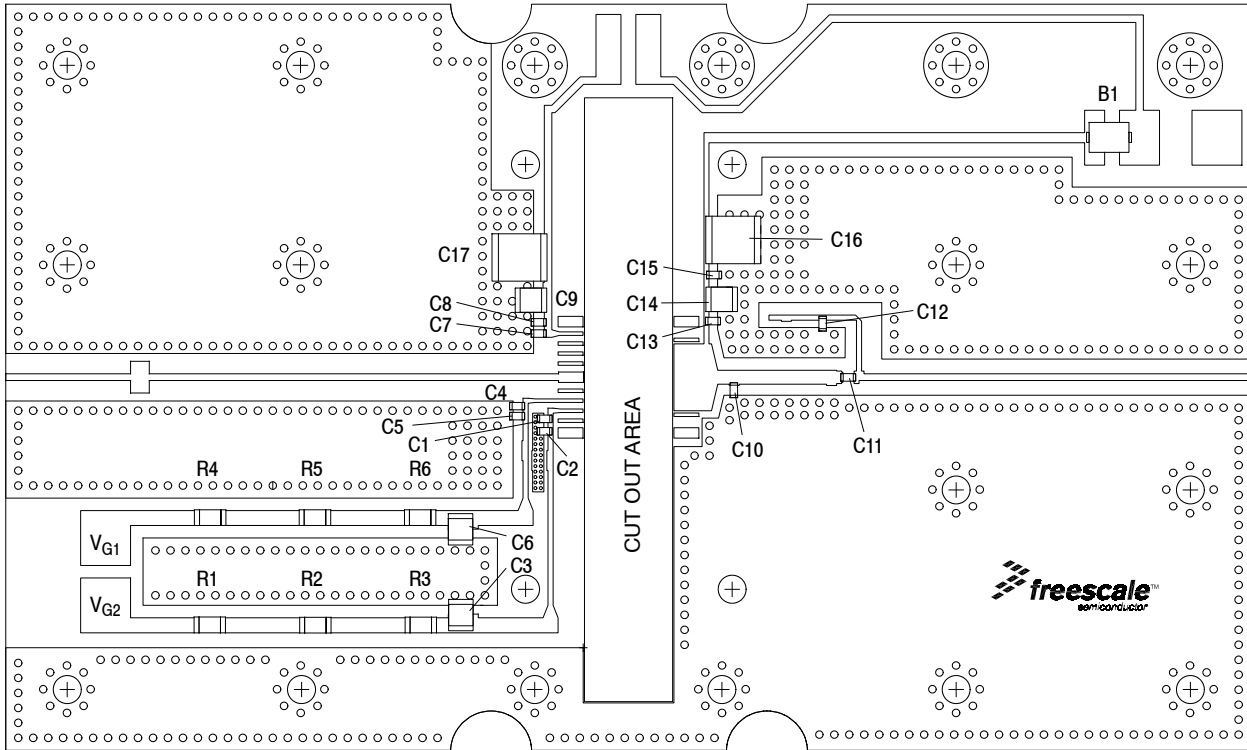 B1
C17
C16
C15
C9
C14
C8
C12
C7
C13
C4
C5
C11
C1
C10
C2
R4
R5
R6
CUT OUT AREA
VG1
C6
C3
R1
R2
R3
VG2
freescale™
semiconductor